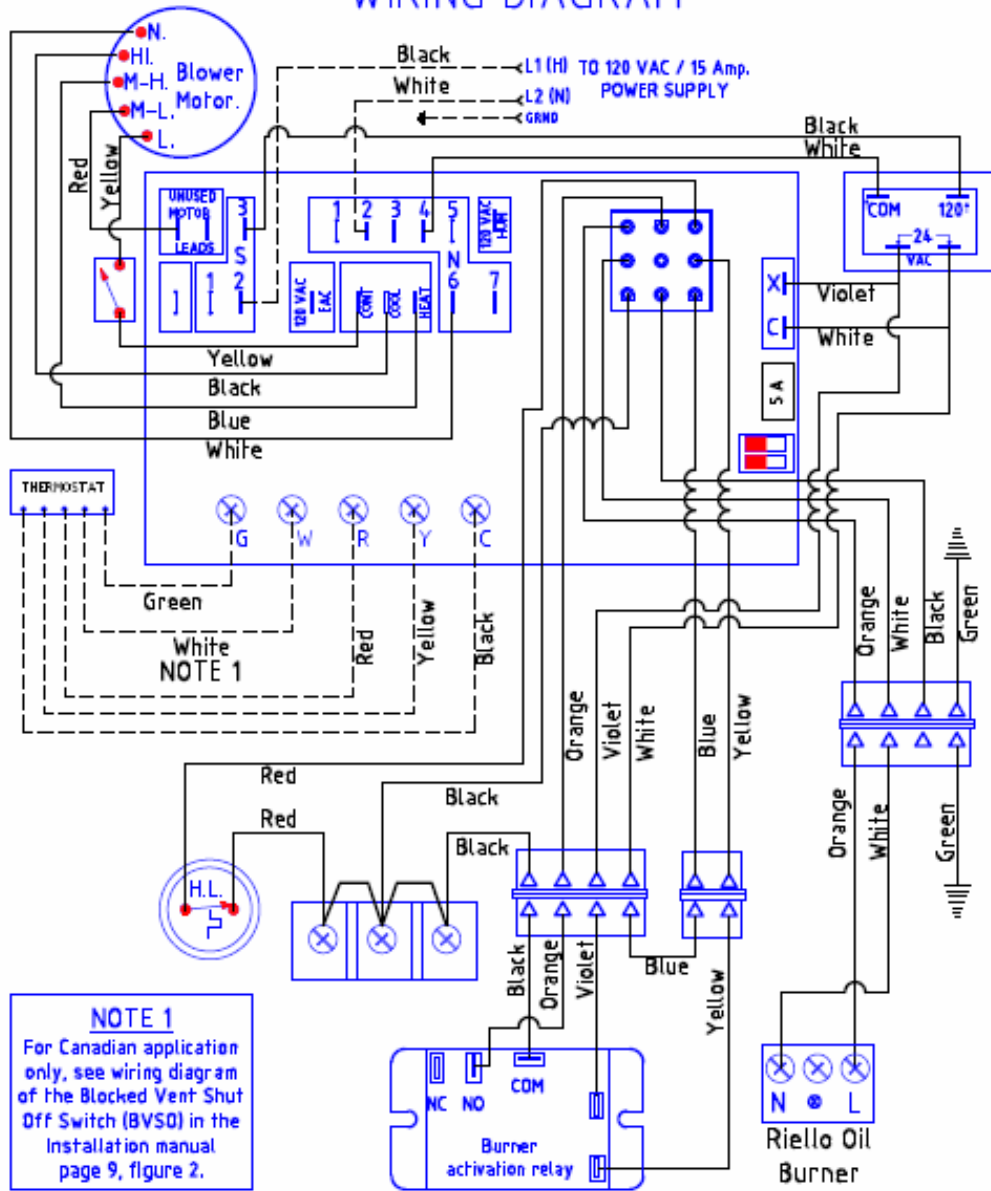 WIRING DIAGRAM
N.
HI.
M-H.
M-L.
L.
Blower
Motor.
Black
White
L1 (H)
L2 (N)
GRND
TO 120 VAC / 15 Amp.
POWER SUPPLY
Red
Yellow
Black
White
UNUSED
MOTOR
LEADS
3
S
1
2
1
2
3
4
5
N
6
7
120 VAC
HUM
120 VAC
EAC
CONT
COOL
HEAT
COM
120
24
VAC
X
C
Violet
White
5 A
Yellow
Black
Blue
White
THERMOSTAT
G
W
R
Y
C
Green
White
NOTE 1
Red
Yellow
Black
Orange
White
Black
Green
Orange
Violet
White
Blue
Yellow
Red
Black
Red
Black
H.L.
Orange
White
Green
Black
Orange
Violet
Blue
Yellow
NOTE 1
For Canadian application
only, see wiring diagram
of the Blocked Vent Shut
Off Switch (BVSO) in the
Installation manual
page 9, figure 2.
NC
NO
COM
Burner
activation relay
N
L
Riello Oil
Burner